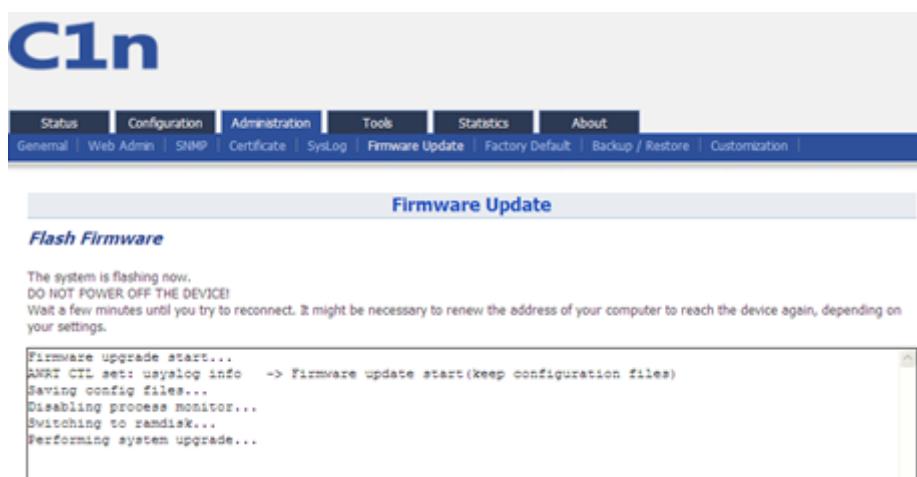 C1n
Status Configuration Administration Tools Statistics About
General | Web Admin | SNMP | Certificate | SysLog | Firmware Update | Factory Default | Backup / Restore | Customization |
Firmware Update
Flash Firmware
The system is flashing now.
DO NOT POWER OFF THE DEVICE!
Wait a few minutes until you try to reconnect. It might be necessary to renew the address of your computer to reach the device again, depending on
your settings.
Firmware upgrade start...
AWRT CTL set: usyslog info -> Firmware update start(keep configuration files)
Saving config files...
Disabling process monitor...
Switching to ramdisk...
Performing system upgrade...